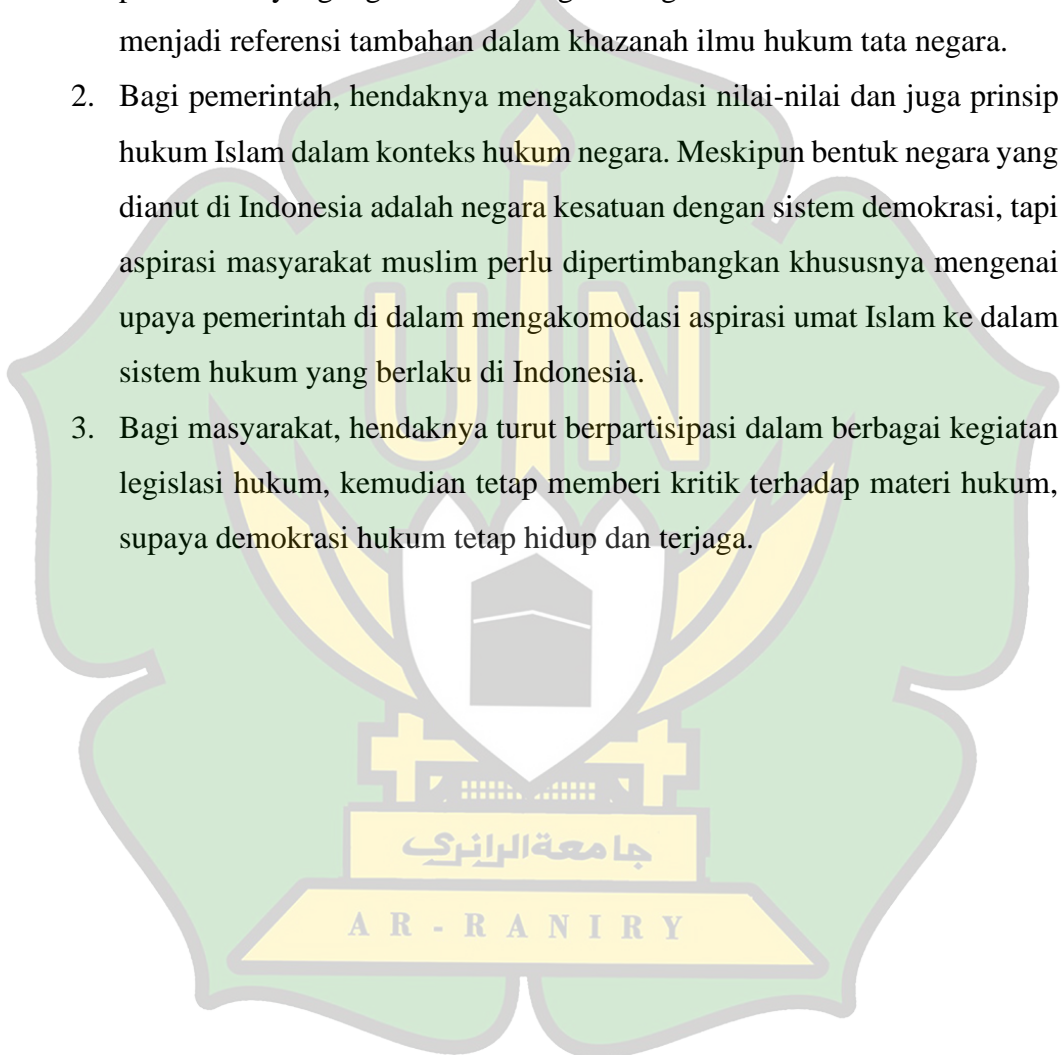 menjadi referensi tambahan dalam khazanah ilmu hukum tata negara.
2. Bagi pemerintah, hendaknya mengakomodasi nilai-nilai dan juga prinsip
hukum Islam dalam konteks hukum negara. Meskipun bentuk negara yang
dianut di Indonesia adalah negara kesatuan dengan sistem demokrasi, tapi
aspirasi masyarakat muslim perlu dipertimbangkan khususnya mengenai
upaya pemerintah di dalam mengakomodasi aspirasi umat Islam ke dalam
sistem hukum yang berlaku di Indonesia.
3. Bagi masyarakat, hendaknya turut berpartisipasi dalam berbagai kegiatan
legislasi hukum, kemudian tetap memberi kritik terhadap materi hukum,
supaya demokrasi hukum tetap hidup dan terjaga.
UIN
جامعةالرانري
AR-RANIRY